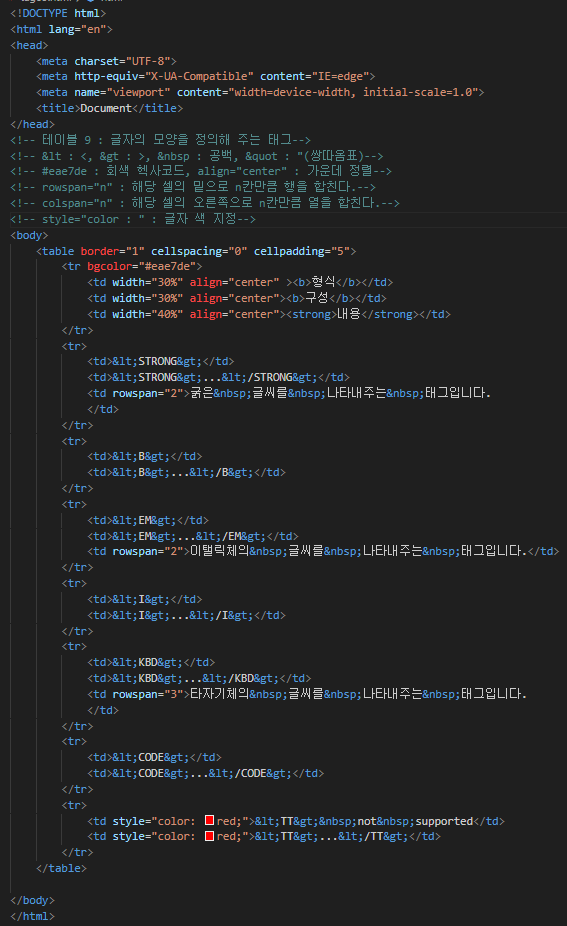 <!DOCTYPE html>
<html lang="en">
<head>
    <meta charset="UTF-8">
    <meta http-equiv="X-UA-Compatible" content="IE=edge">
    <meta name="viewport" content="width=device-width, initial-scale=1.0">
    <title>Document</title>
</head>
<!-- 테이블 9 : 글자의 모양을 정의해 주는 태그-->
<!-- &lt : <, &gt : >, &nbsp : 공백, &quot : "(쌍따옴표)-->
<!-- #eae7de : 회색 헥사코드, align="center" : 가운데 정렬-->
<!-- rowspan="n" : 해당 셀의 밑으로 n칸만큼 행을 합친다.-->
<!-- colspan="n" : 해당 셀의 오른쪽으로 n칸만큼 열을 합친다.-->
<!-- style="color : " : 글자 색 지정-->
<body>
    <table border="1" cellspacing="0" cellpadding="5">
        <tr bgcolor="#eae7de">
            <td width="30%" align="center" ><b>형식</b></td>
            <td width="30%" align="center"><b>구성</b></td>
            <td width="40%" align="center"><strong>내용</strong></td>
        </tr>
        <tr>
            <td>&lt;STRONG&gt;</td>
            <td>&lt;STRONG&gt;...&lt;/STRONG&gt;</td>
            <td rowspan="2">굵은&nbsp;글씨를&nbsp;나타내주는&nbsp;태그입니다.
            </td>
        </tr>
        <tr>
            <td>&lt;B&gt;</td>
            <td>&lt;B&gt;...&lt;/B&gt;</td>
        </tr>
        <tr>
            <td>&lt;EM&gt;</td>
            <td>&lt;EM&gt;...&lt;/EM&gt;</td>
            <td rowspan="2">이탤릭체의&nbsp;글씨를&nbsp;나타내주는&nbsp;태그입니다.</td>
        </tr>
        <tr>
            <td>&lt;I&gt;</td>
            <td>&lt;I&gt;...&lt;/I&gt;</td>
        </tr>
        <tr>
            <td>&lt;KBD&gt;</td>
            <td>&lt;KBD&gt;...&lt;/KBD&gt;</td>
            <td rowspan="3">타자기체의&nbsp;글씨를&nbsp;나타내주는&nbsp;태그입니다.
            </td>
        </tr>
        <tr>
            <td>&lt;CODE&gt;</td>
            <td>&lt;CODE&gt;...&lt;/CODE&gt;</td>
        </tr>
        <tr>
            <td style="color: red;">&lt;TT&gt;&nbsp;not&nbsp;supported</td>
            <td style="color: red;">&lt;TT&gt;...&lt;/TT&gt;</td>
        </tr>
    </table>
</body>
</html>